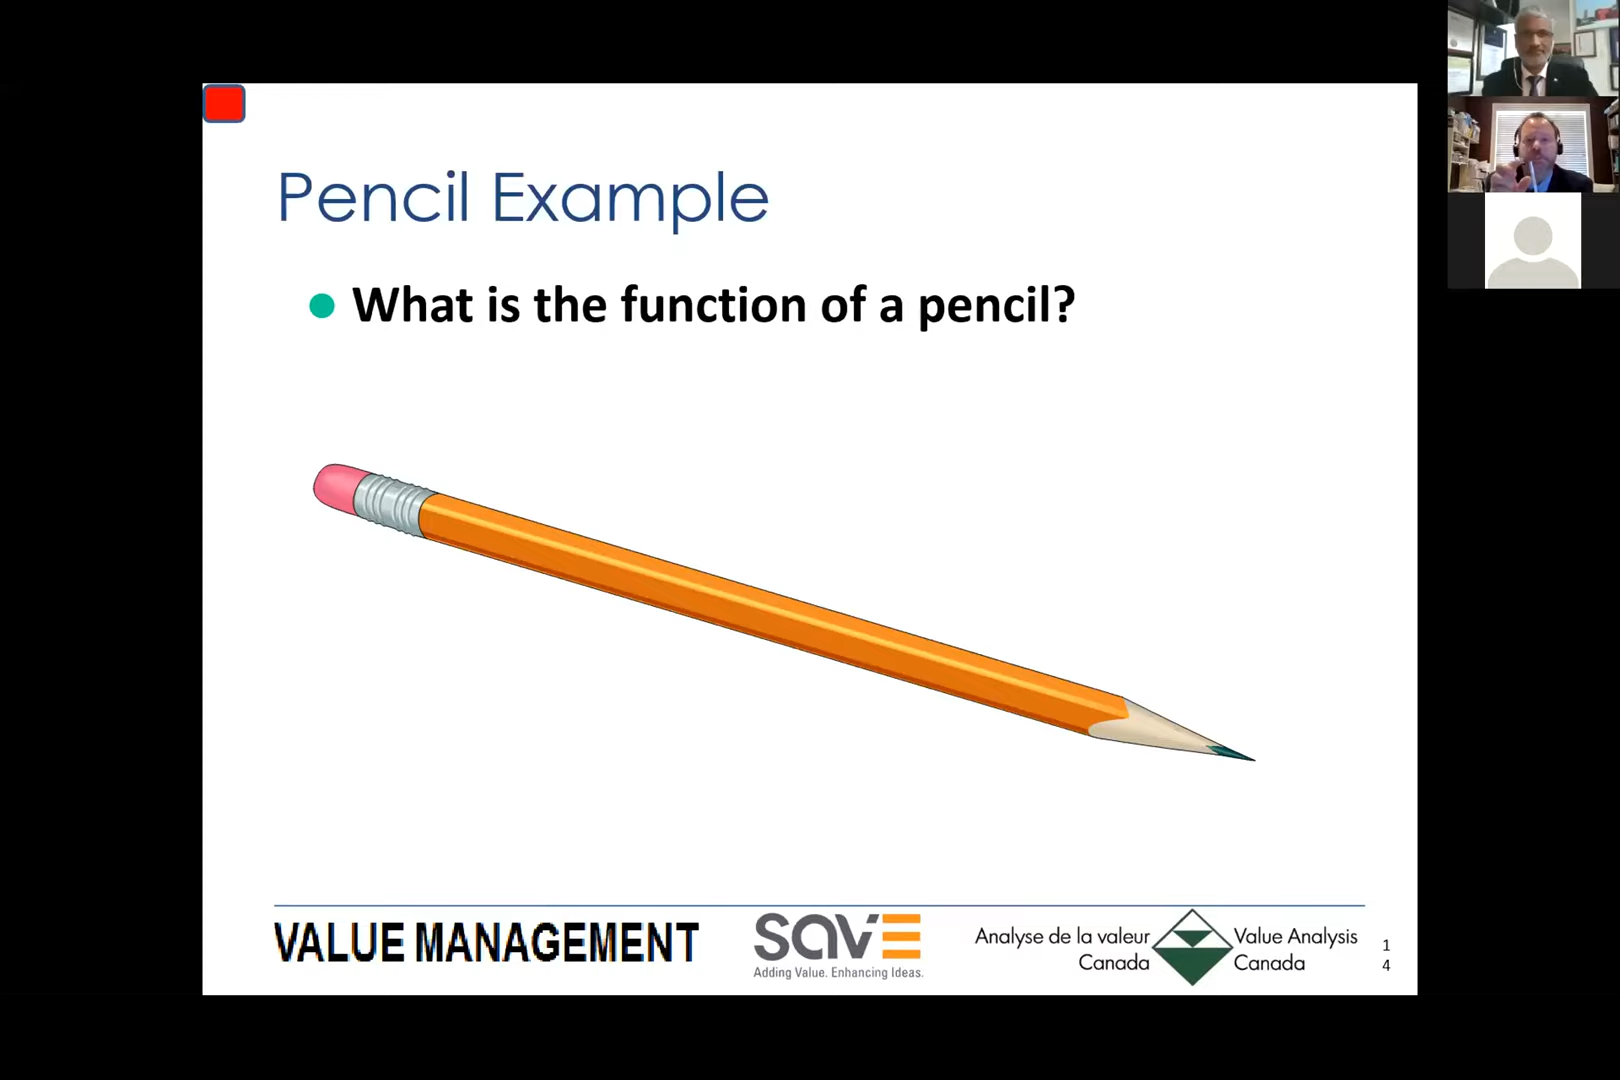 Pencil Example
What is the function of a pencil?
VALUE MANAGEMENT
save
Adding Value. Enhancing Ideas.
Analyse de la valeur
Canada
Value Analysis
Canada
1
4